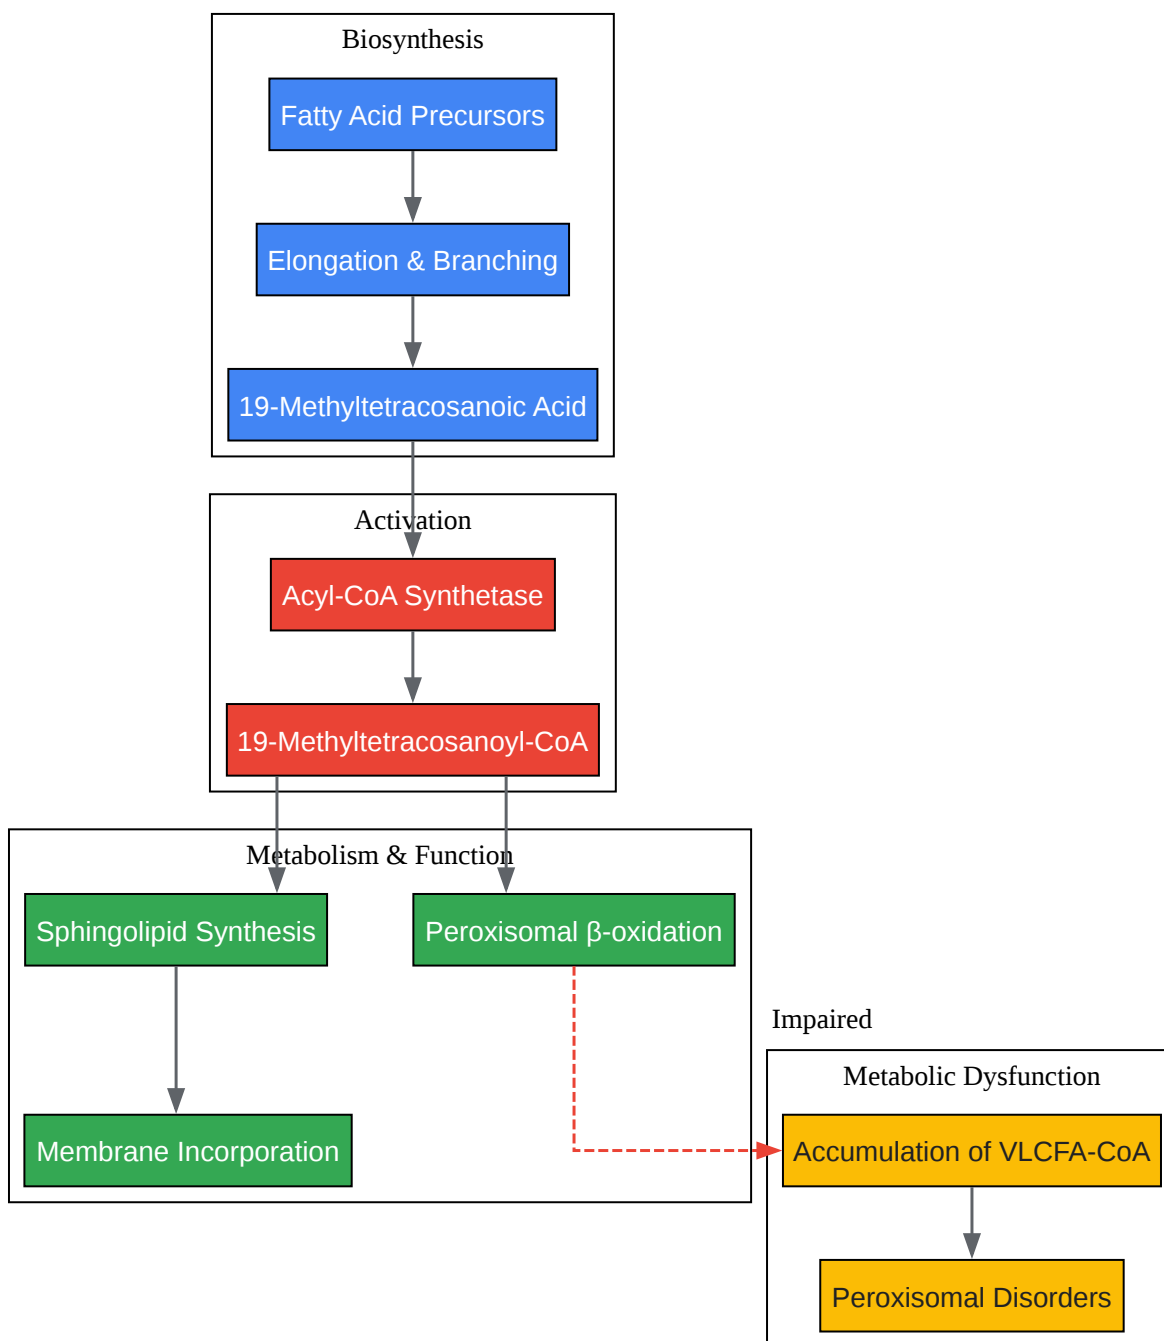 Biosynthesis
Fatty Acid Precursors
Elongation & Branching
19-Methyltetracosanoic Acid
Activation
Acyl-CoA Synthetase
19-Methyltetracosanoyl-CoA
Metabolism & Function
Sphingolipid Synthesis
Peroxisomal β-oxidation
Impaired
Metabolic Dysfunction
Membrane Incorporation
Accumulation of VLCFA-CoA
Peroxisomal Disorders